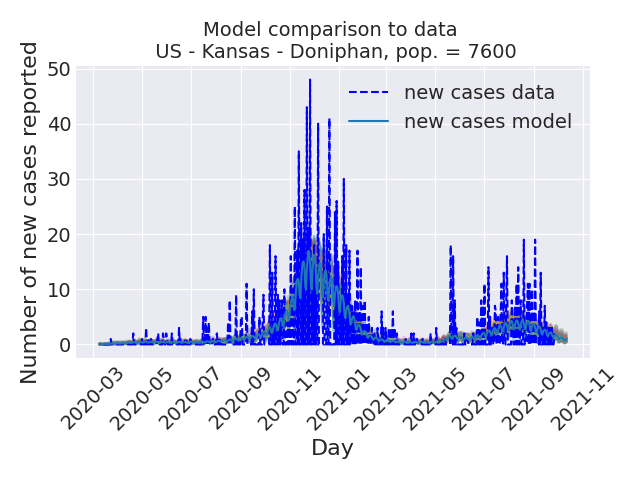 Model comparison to data
US - Kansas - Doniphan, pop. = 7600
Number of new cases reported
50
40
30
20
10
0
new cases data
new cases model
2020-03
2020-05
2020-07
2020-09
2020-11
2021-01
2021-03
2021-05
2021-07
2021-09
2021-11
Day